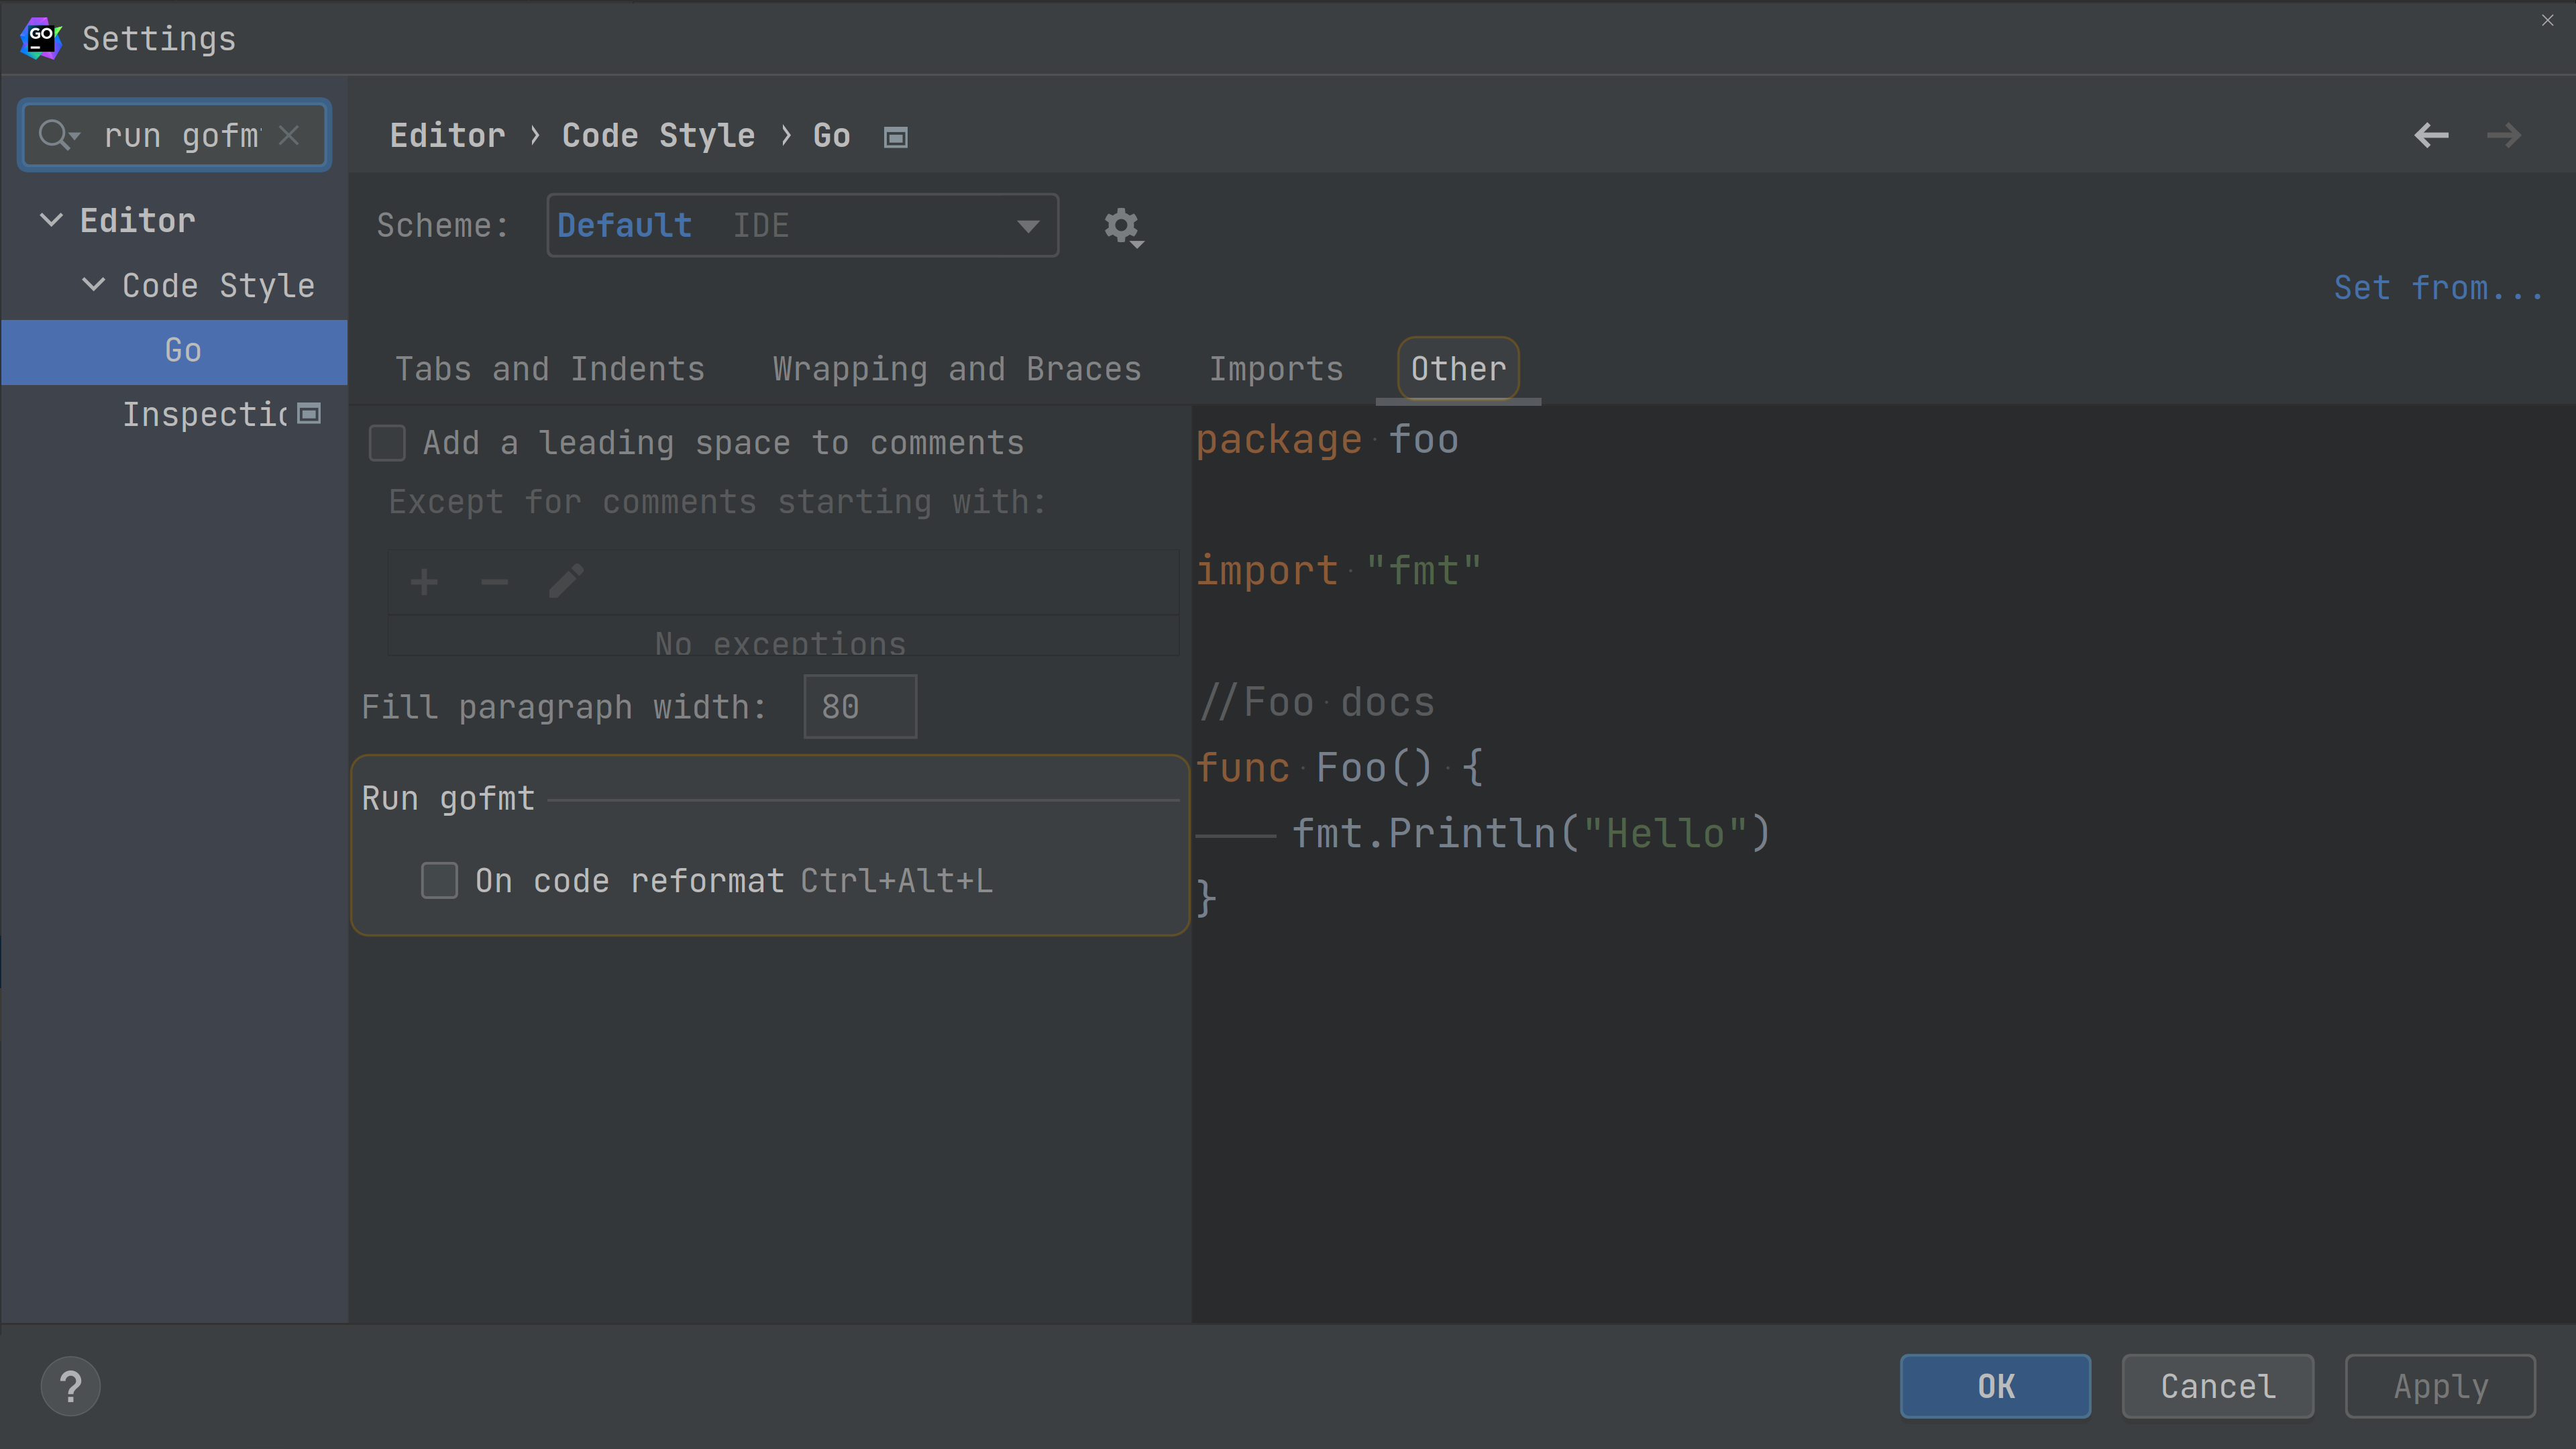 GO
Settings
run gofm
Editor
Code Style
Go
Inspectio
Editor › Code Style › Go
Scheme: Default IDE
Set from...
Tabs and Indents Wrapping and Braces Imports Other
Add a leading space to comments
Except for comments starting with:
No exceptions
Fill paragraph width: 80
Run gofmt
On code reformat Ctrl+Alt+L
package foo
import "fmt"
//Foo docs
func Foo() {
fmt.Println("Hello")
}
?
OK Cancel Apply